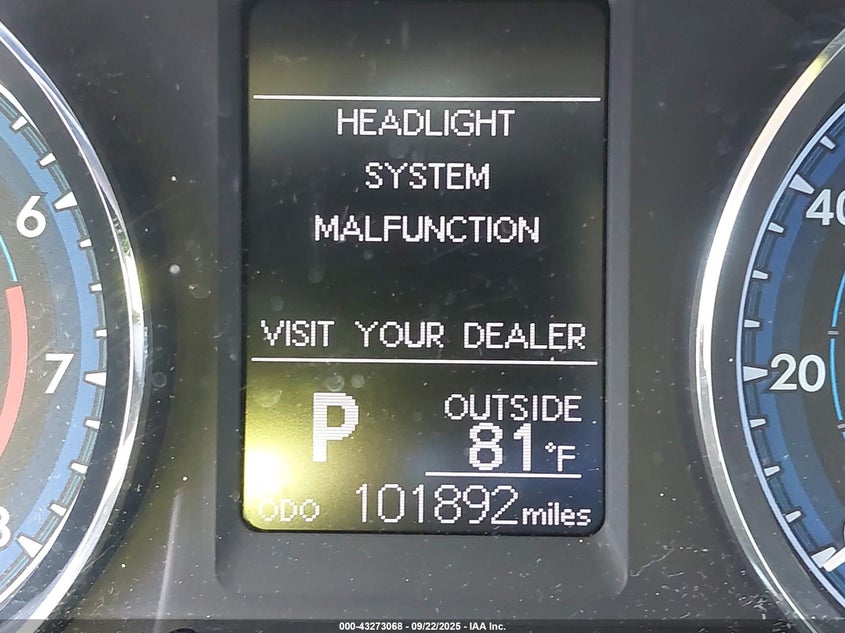 HEADLIGHT
SYSTEM
MALFUNCTION
VISIT YOUR DEALER
6
7
8
40
20
P
OUTSIDE
81°F
ODO 101892 miles
000-43273068 - 09/22/2025 - IAA Inc.